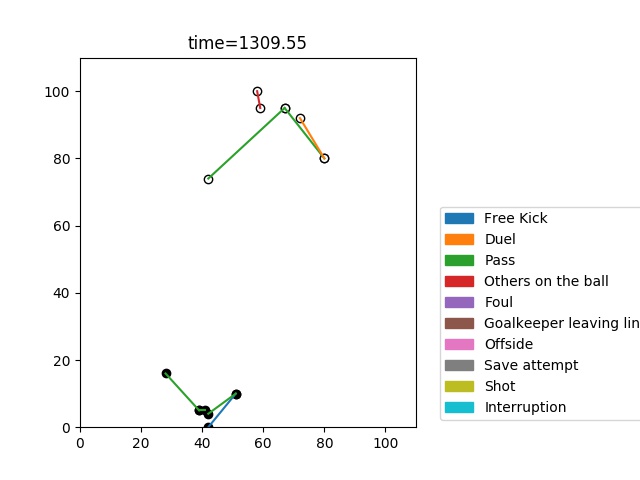 time=1309.55
100
80
60
40
20
0
0 20 40 60 80 100
Free Kick
Duel
Pass
Others on the ball
Foul
Goalkeeper leaving lin
Offside
Save attempt
Shot
Interruption